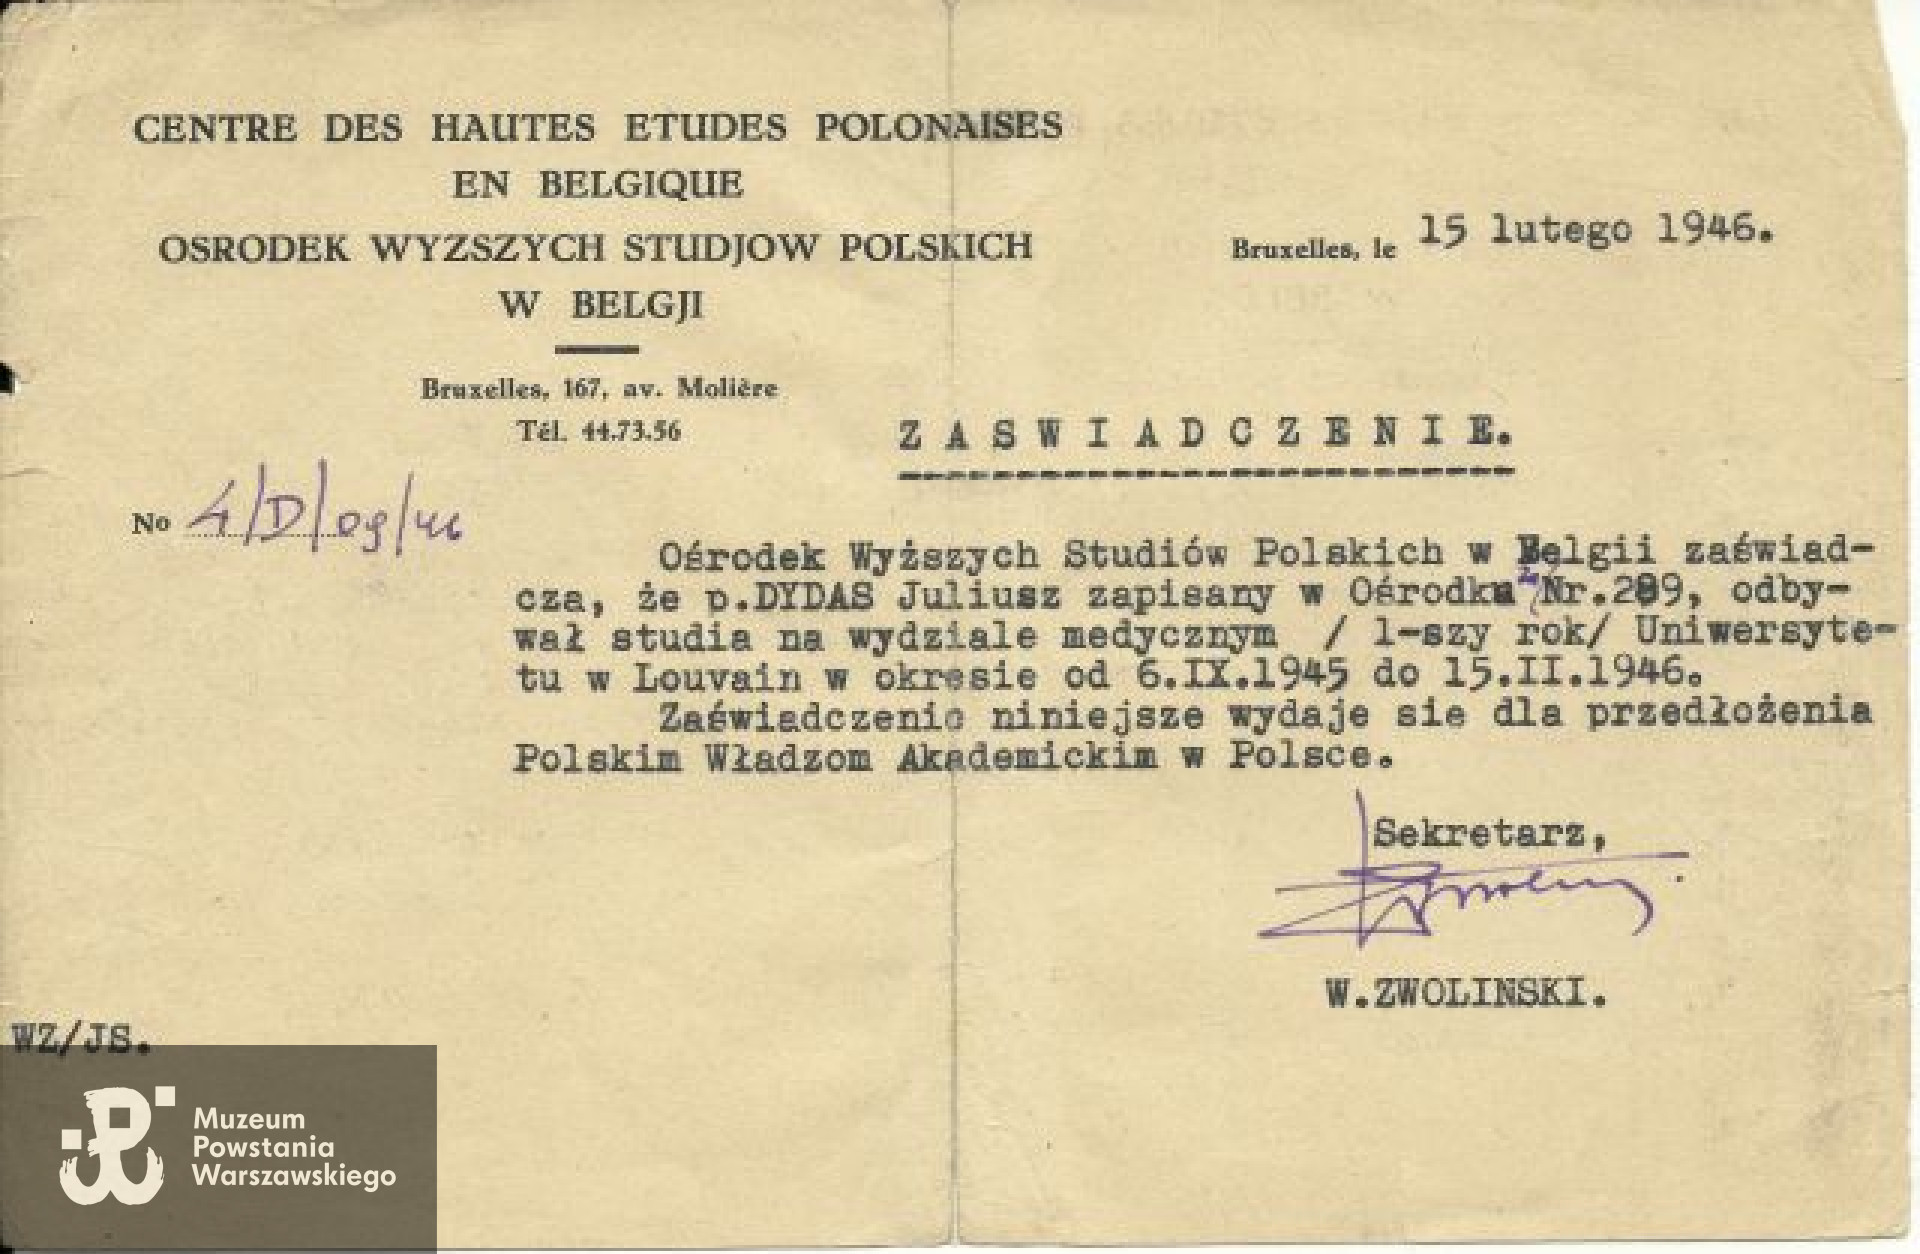 CENTRE DES HAUTES ETUDES POLONAISES
EN BELGIQUE
OSRODEK WYZSZYCH STUDJOW POLSKICH
W BELGJI
Bruxelles, 167, av. Molière
Tél. 44.73.56
Bruxelles, le 15 lutego 1946.
ZASWIADCZENIE.
No 4/D/09/46
Ośrodek Wyższych Studiów Polskich w Belgii zaświad-
cza, że p.DYDAS Juliusz zapisany w Ośrodku Nr.289, odby-
wał studia na wydziale medycznym / 1-szy rok/ Uniwersyte-
tu w Louvain w okresie od 6.IX.1945 do 15.II.1946.
Zaświadczenie niniejsze wydaje sie dla przedłożenia
Polskim Władzom Akademickim w Polsce.
Sekretarz,
W.ZWOLINSKI.
WZ/JS.
Muzeum
Powstania
Warszawskiego